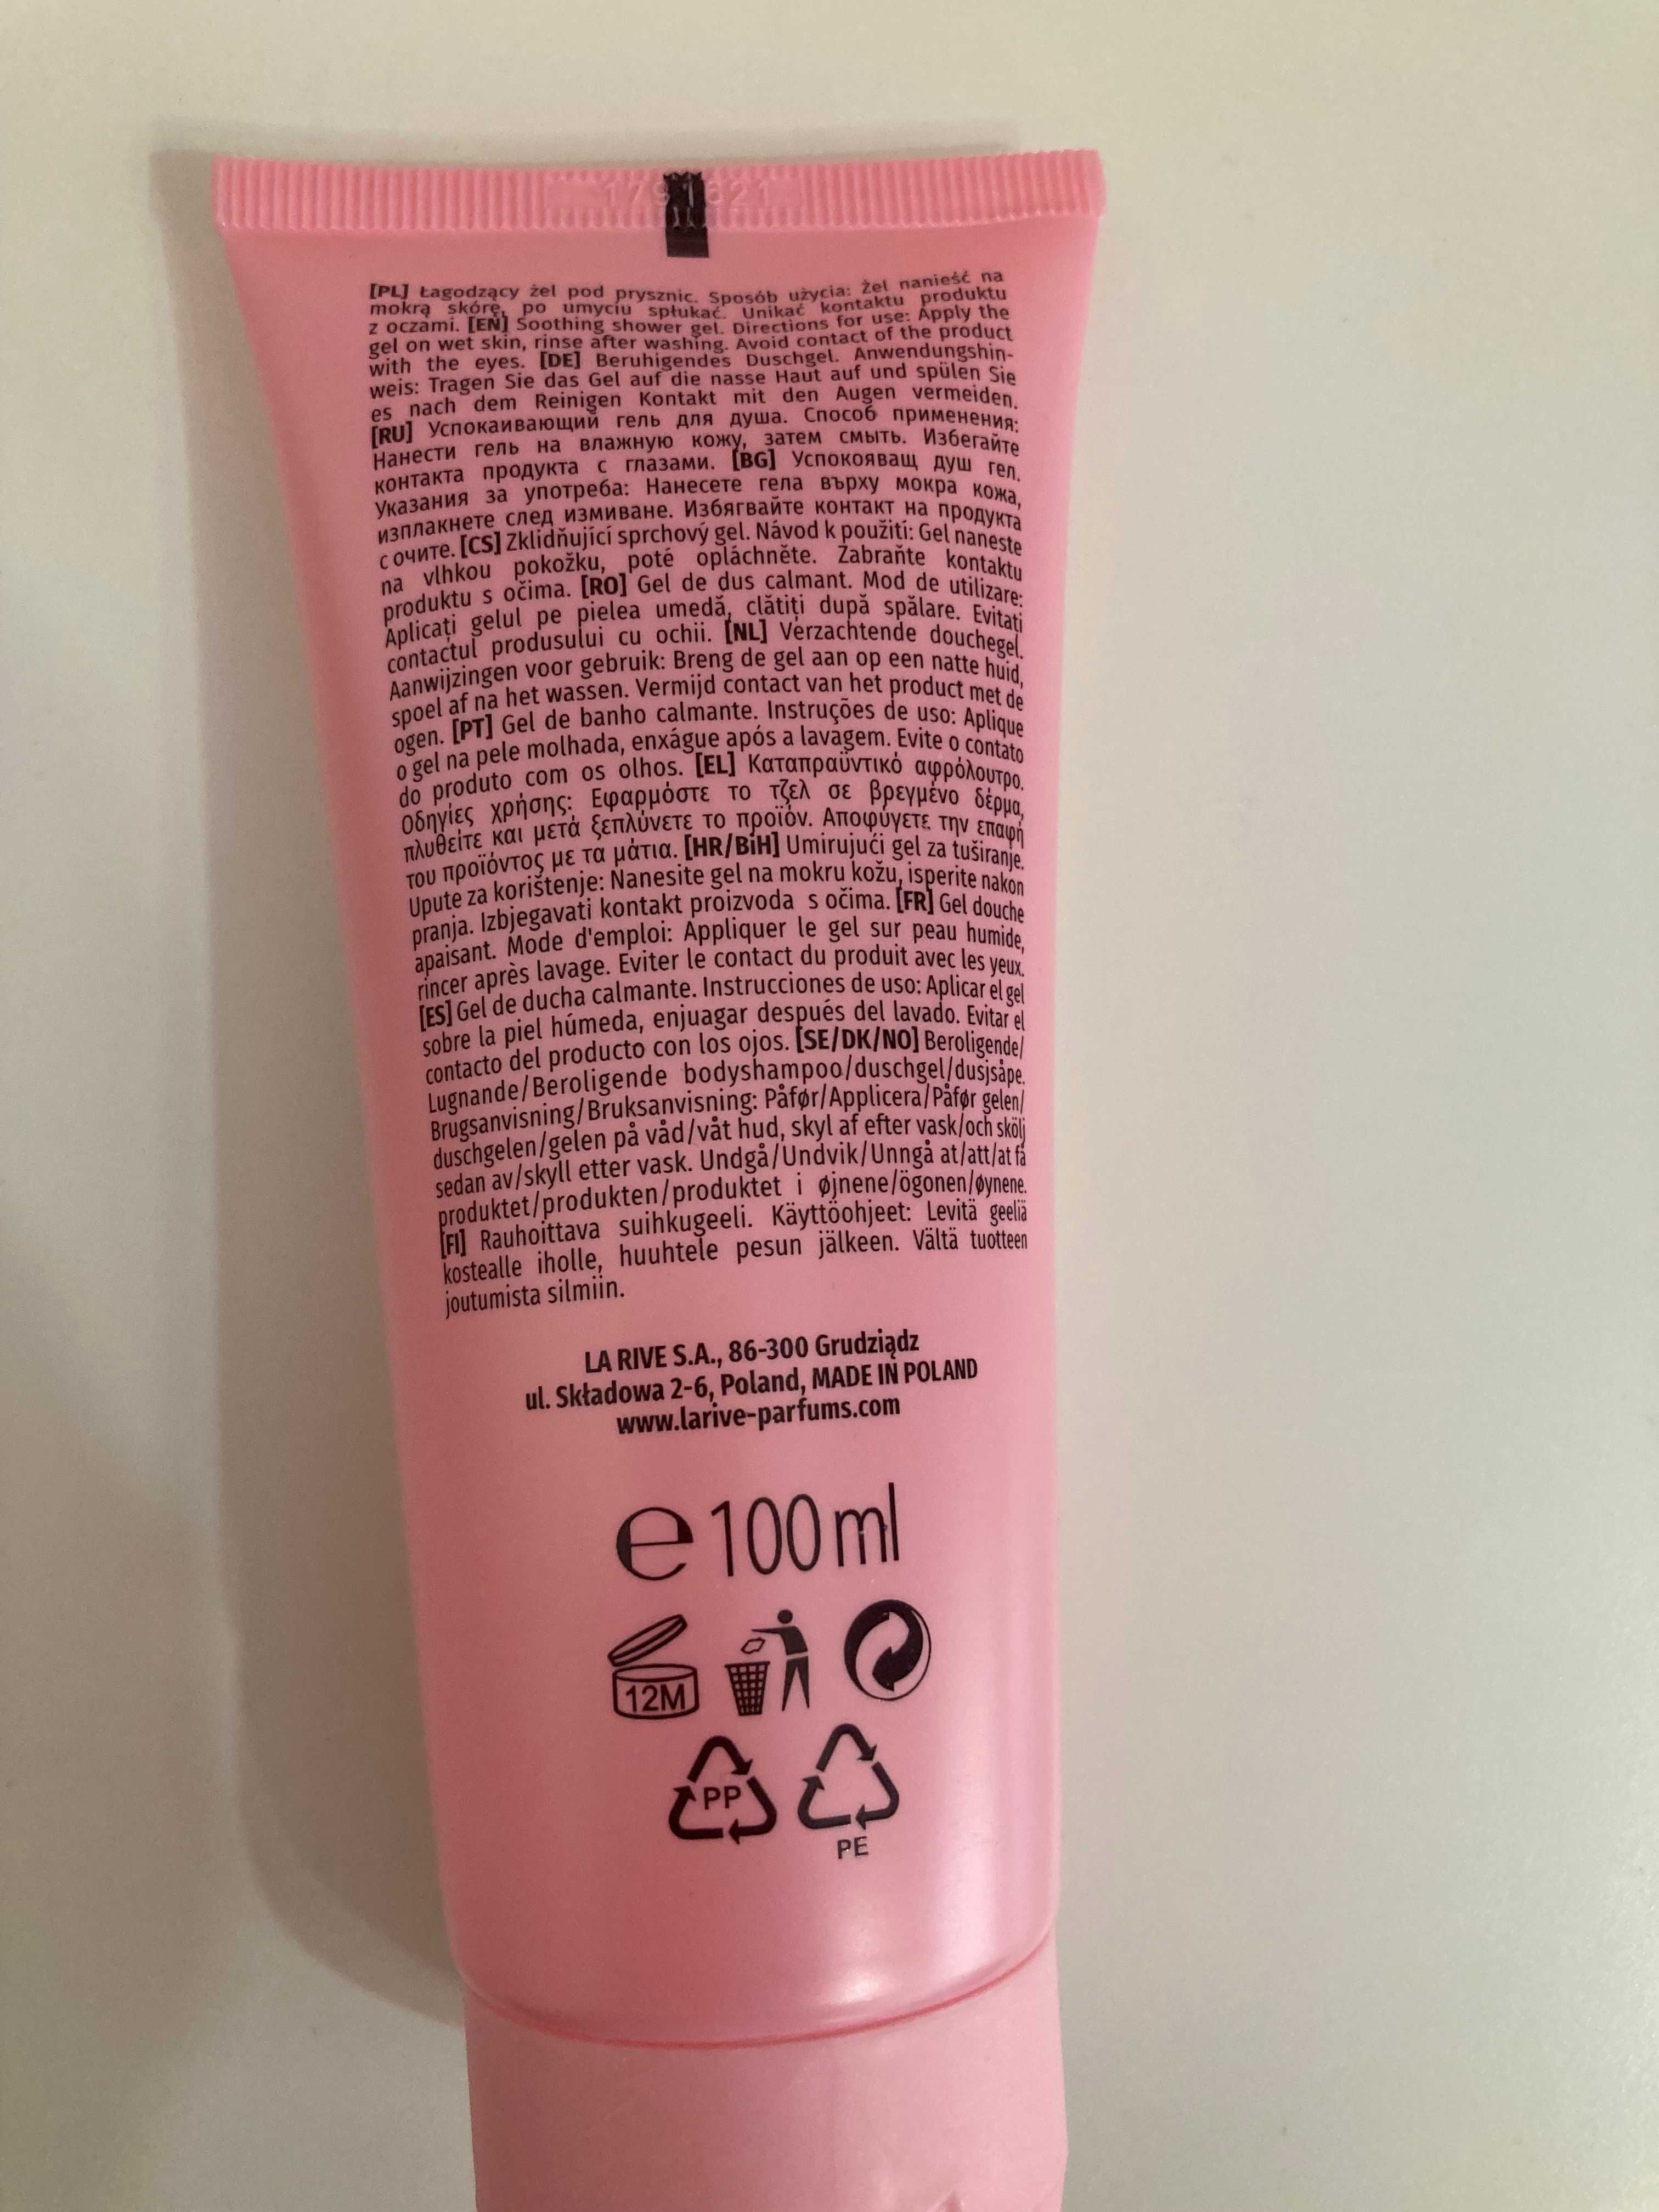 1791621
[PL] Łagodzący żel pod prysznic. Sposób użycia: Żel nanieść na
mokrą skórę, po umyciu spłukać. Unikać kontaktu produktu
z oczami. [EN] Soothing shower gel. Directions for use: Apply the
gel on wet skin, rinse after washing. Avoid contact of the product
with the eyes. [DE] Beruhigendes Duschgel. Anwendungshin-
weis: Tragen Sie das Gel auf die nasse Haut auf und spülen Sie
es nach dem Reinigen Kontakt mit den Augen vermeiden.
[RU] Успокаивающий гель для душа. Способ применения:
Нанести гель на влажную кожу, затем смыть. Избегайте
контакта продукта с глазами. [BG] Успокояващ душ гел.
Указания за употреба: Нанесете гела върху мокра кожа,
изплакнете след измиване. Избягвайте контакт на продукта
с очите. [CS] Zklidňující sprchový gel. Návod k použití: Gel naneste
na vlhkou pokožku, poté opláchněte. Zabraňte kontaktu
produktu s očima. [RO] Gel de dus calmant. Mod de utilizare:
Aplicați gelul pe pielea umedă, clătiți după spălare. Evitati
contactul produsului cu ochii. [NL] Verzachtende douchegel.
Aanwijzingen voor gebruik: Breng de gel aan op een natte huid,
spoel af na het wassen. Vermijd contact van het product met de
ogen. [PT] Gel de banho calmante. Instruções de uso: Aplique
o gel na pele molhada, enxágue após a lavagem. Evite o contato
do produto com os olhos. [EL] Καταπραϋντικό αφρόλουτρο.
Οδηγίες χρήσης: Εφαρμόστε το τζελ σε βρεγμένο δέρμα,
πλυθείτε και μετά ξεπλύνετε το προϊόν. Αποφύγετε την επαφή
του προϊόντος με τα μάτια. [HR/BiH] Umirujući gel za tuširanje.
Upute za korištenje: Nanesite gel na mokru kožu, isperite nakon
pranja. Izbjegavati kontakt proizvoda s očima. [FR] Gel douche
apaisant. Mode d'emploi: Appliquer le gel sur peau humide,
rincer après lavage. Eviter le contact du produit avec les yeux.
[ES] Gel de ducha calmante. Instrucciones de uso: Aplicar el gel
sobre la piel húmeda, enjuagar después del lavado. Evitar el
contacto del producto con los ojos. [SE/DK/NO] Beroligende/
Lugnande/Beroligende bodyshampoo/duschgel/dusjsåpe.
Brugsanvisning/Bruksanvisning: Påfør/Applicera/Påfør gelen/
duschgelen/gelen på våd/våt hud, skyl af efter vask/och skölj
sedan av/skyll etter vask. Undgå/Undvik/Unngå at/att/at få
produktet/produkten/produktet i øjnene/ögonen/øynene.
[FI] Rauhoittava suihkugeeli. Käyttöohjeet: Levitä geeliä
kostealle iholle, huuhtele pesun jälkeen. Vältä tuotteen
joutumista silmiin.
LA RIVE S.A., 86-300 Grudziądz
ul. Składowa 2-6, Poland, MADE IN POLAND
www.larive-parfums.com
e 100 ml
12M
PP
PE